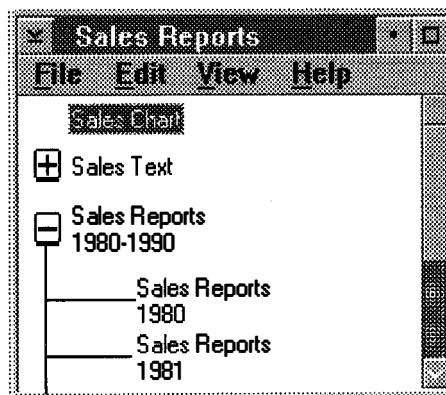 Sales Reports
File Edit View Help
Sales Chart
Sales Text
Sales Reports
1980-1990
Sales Reports
1980
Sales Reports
1981